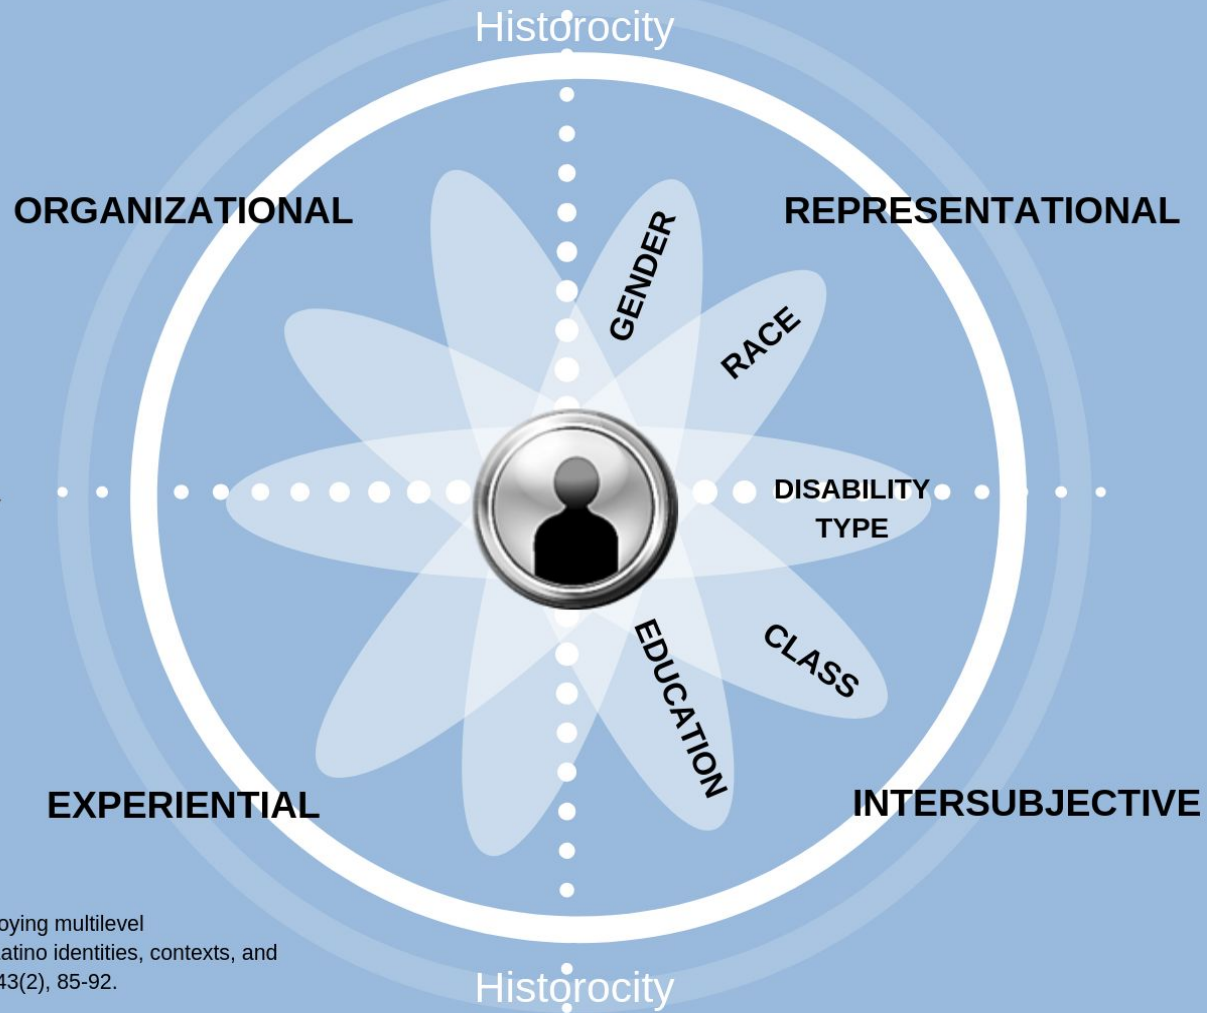 Historocity
ORGANIZATIONAL
REPRESENTATIONAL
GENDER
RACE
DISABILITY
TYPE
CLASS
EDUCATION
EXPERIENTIAL
INTERSUBJECTIVE
oying multilevel
atino identities, contexts, and
43(2), 85-92.
Historocity